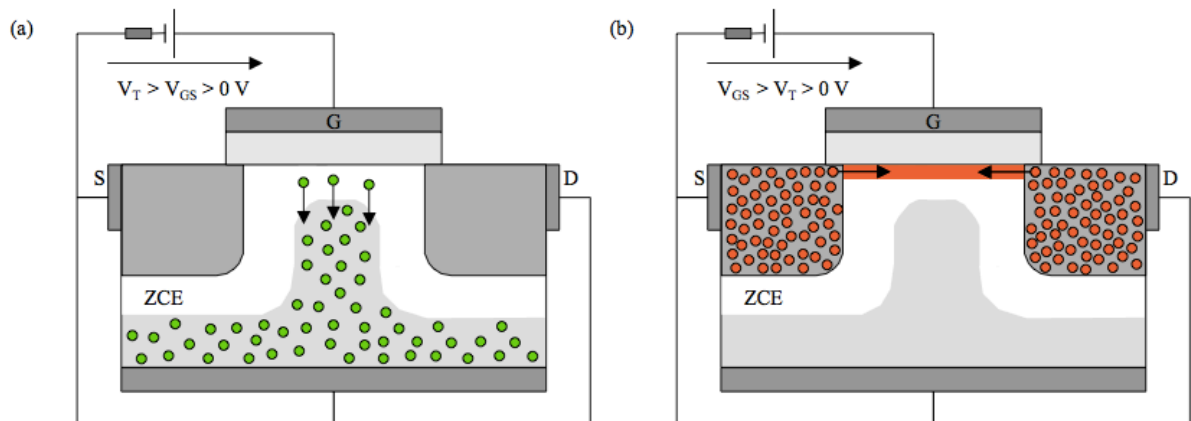 (a)
V_T > V_GS > 0 V
G
S
D
ZCE
(b)
V_GS > V_T > 0 V
G
S
D
ZCE